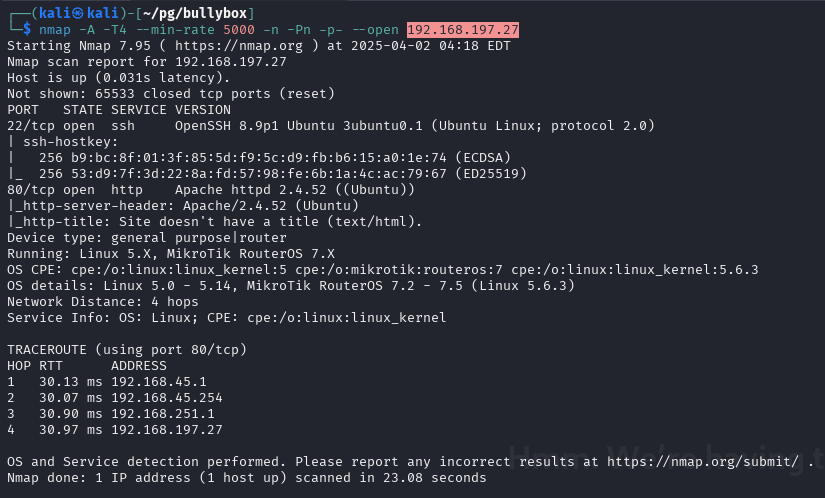 ┌──(kali㉿kali)-[~/pg/bullybox]
└─$ nmap -A -T4 --min-rate 5000 -n -Pn -p- --open 192.168.197.27
Starting Nmap 7.95 ( https://nmap.org ) at 2025-04-02 04:18 EDT
Nmap scan report for 192.168.197.27
Host is up (0.031s latency).
Not shown: 65533 closed tcp ports (reset)
PORT   STATE SERVICE VERSION
22/tcp open  ssh     OpenSSH 8.9p1 Ubuntu 3ubuntu0.1 (Ubuntu Linux; protocol 2.0)
| ssh-hostkey:
|   256 b9:bc:8f:01:3f:85:5d:f9:5c:d9:fb:b6:15:a0:1e:74 (ECDSA)
|_  256 53:d9:7f:3d:22:8a:fd:57:98:fe:6b:1a:4c:ac:79:67 (ED25519)
80/tcp open  http    Apache httpd 2.4.52 ((Ubuntu))
|_http-server-header: Apache/2.4.52 (Ubuntu)
|_http-title: Site doesn't have a title (text/html).
Device type: general purpose|router
Running: Linux 5.X, MikroTik RouterOS 7.X
OS CPE: cpe:/o:linux:linux_kernel:5 cpe:/o:mikrotik:routeros:7 cpe:/o:linux:linux_kernel:5.6.3
OS details: Linux 5.0 - 5.14, MikroTik RouterOS 7.2 - 7.5 (Linux 5.6.3)
Network Distance: 4 hops
Service Info: OS: Linux; CPE: cpe:/o:linux:linux_kernel
TRACEROUTE (using port 80/tcp)
HOP RTT      ADDRESS
1   30.13 ms 192.168.45.1
2   30.07 ms 192.168.45.254
3   30.90 ms 192.168.251.1
4   30.97 ms 192.168.197.27
Hmm. We're having t
OS and Service detection performed. Please report any incorrect results at https://nmap.org/submit/ .
Nmap done: 1 IP address (1 host up) scanned in 23.08 seconds